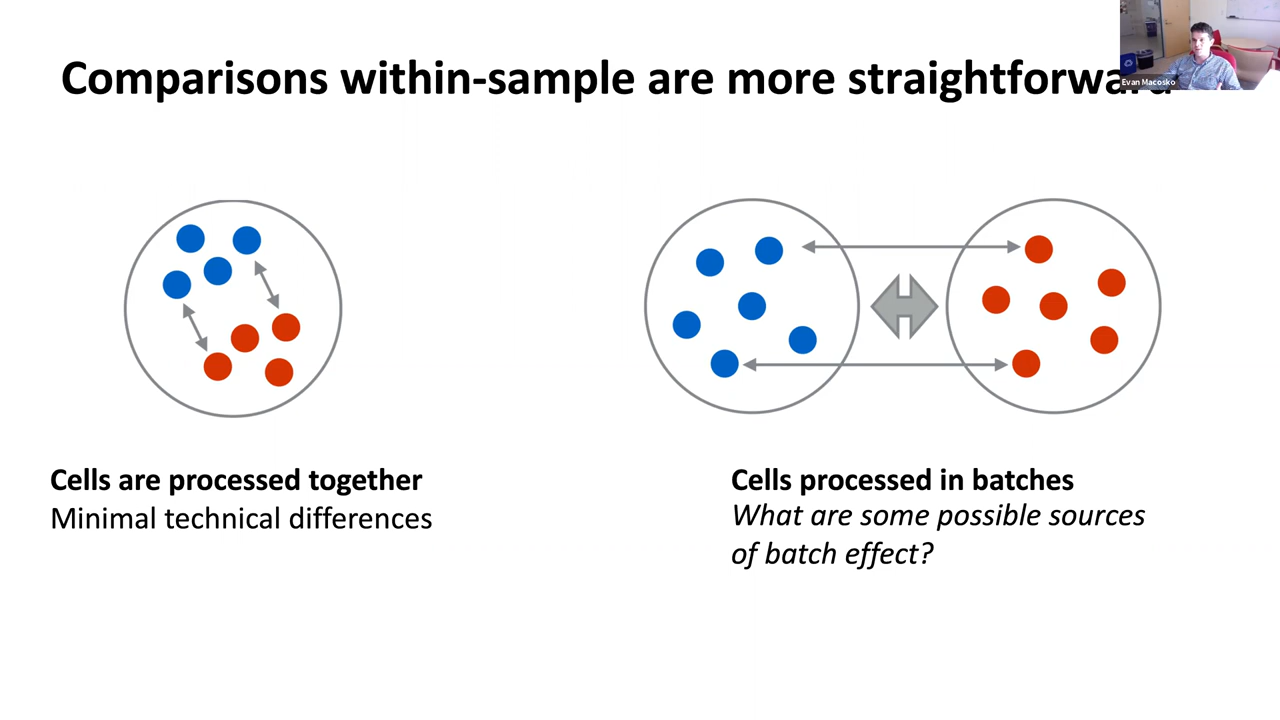 Comparisons within-sample are more straightforward
Evan Macosko
Cells are processed together
Minimal technical differences
Cells processed in batches
What are some possible sources
of batch effect?